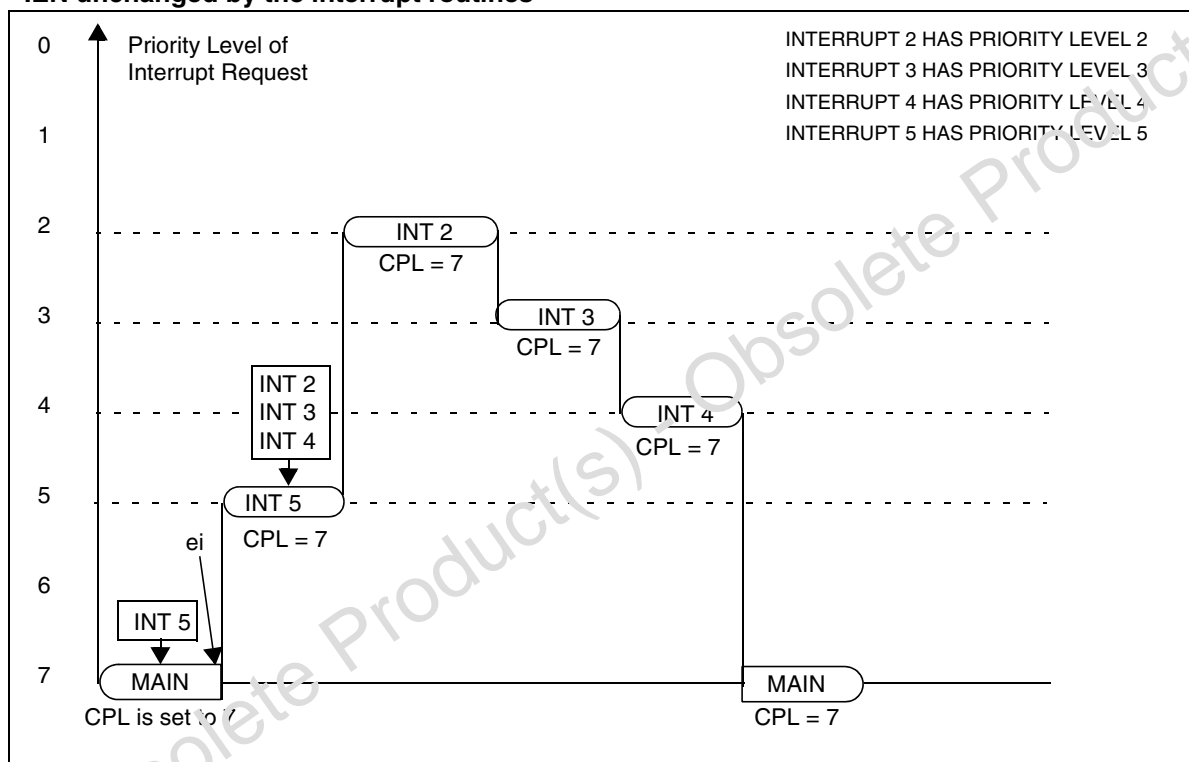 IEN unchanged by the interrupt routines
0
Priority Level of
Interrupt Request
INTERRUPT 2 HAS PRIORITY LEVEL 2
INTERRUPT 3 HAS PRIORITY LEVEL 3
INTERRUPT 4 HAS PRIORITY LEVEL 4
INTERRUPT 5 HAS PRIORITY LEVEL 5
1
2
INT 2
CPL = 7
3
INT 3
CPL = 7
INT 2
INT 3
INT 4
4
INT 4
CPL = 7
5
INT 5
CPL = 7
ei
6
INT 5
7
MAIN
CPL is set to 7
MAIN
CPL = 7
Obsolete Product(s) - Obsolete Product